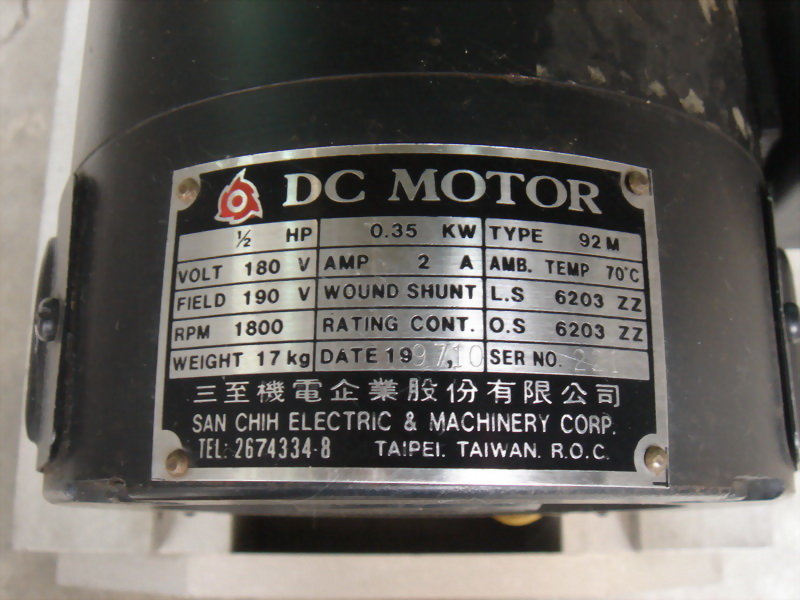 DC MOTOR
½ HP 0.35 KW TYPE 92M
VOLT 180 V AMP 2 A AMB. TEMP 70°C
FIELD 190 V WOUND SHUNT L.S 6203 ZZ
RPM 1800 RATING CONT. O.S 6203 ZZ
WEIGHT 17kg DATE 1997,10 SER NO. 221
三至機電企業股份有限公司
SAN CHIH ELECTRIC & MACHINERY CORP.
TEL: 2674334-8 TAIPEI. TAIWAN. R.O.C.